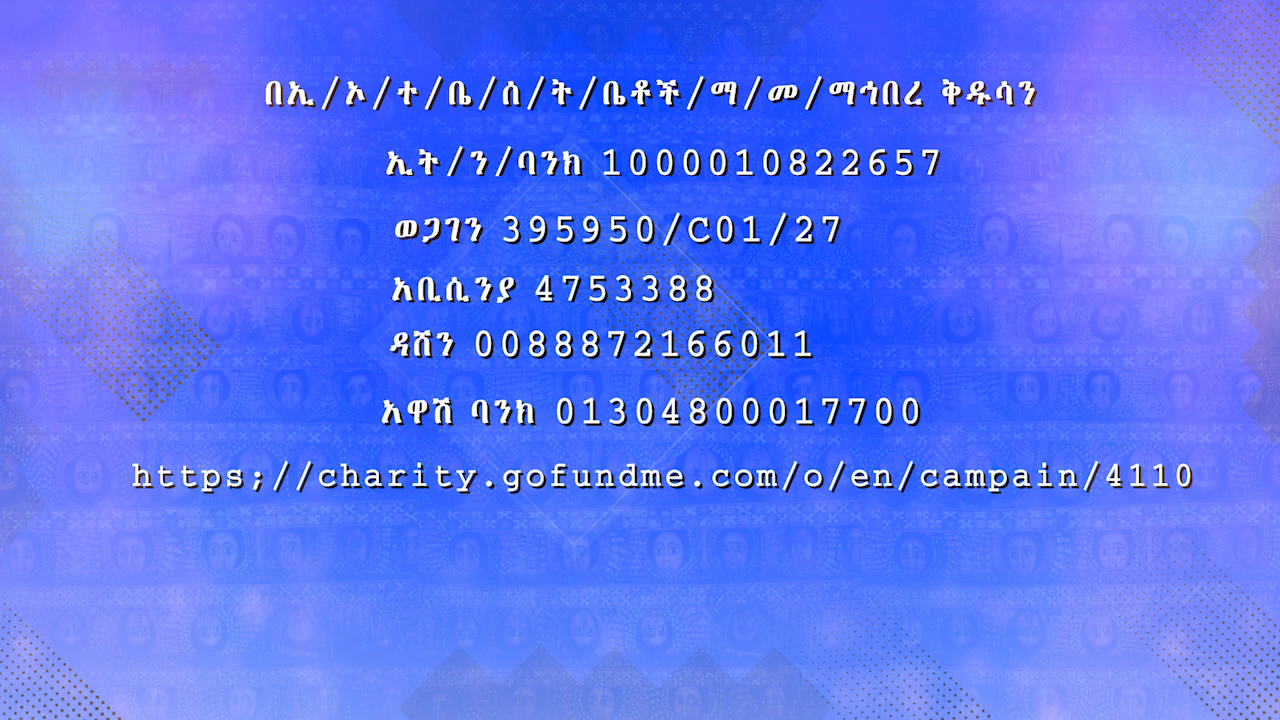 በኢ/ኦ/ተ/ቤ/ሰ/ት/ቤቶች/ማ/መ/ማኅበረ ቅዱሳን
ኢት/ን/ባንክ 1000010822657
ወጋገን 395950/C01/27
አቢሲንያ 4753388
ዳሸን 0088872166011
አዋሽ ባንክ 01304800017700
https;//charity.gofundme.com/o/en/campain/4110